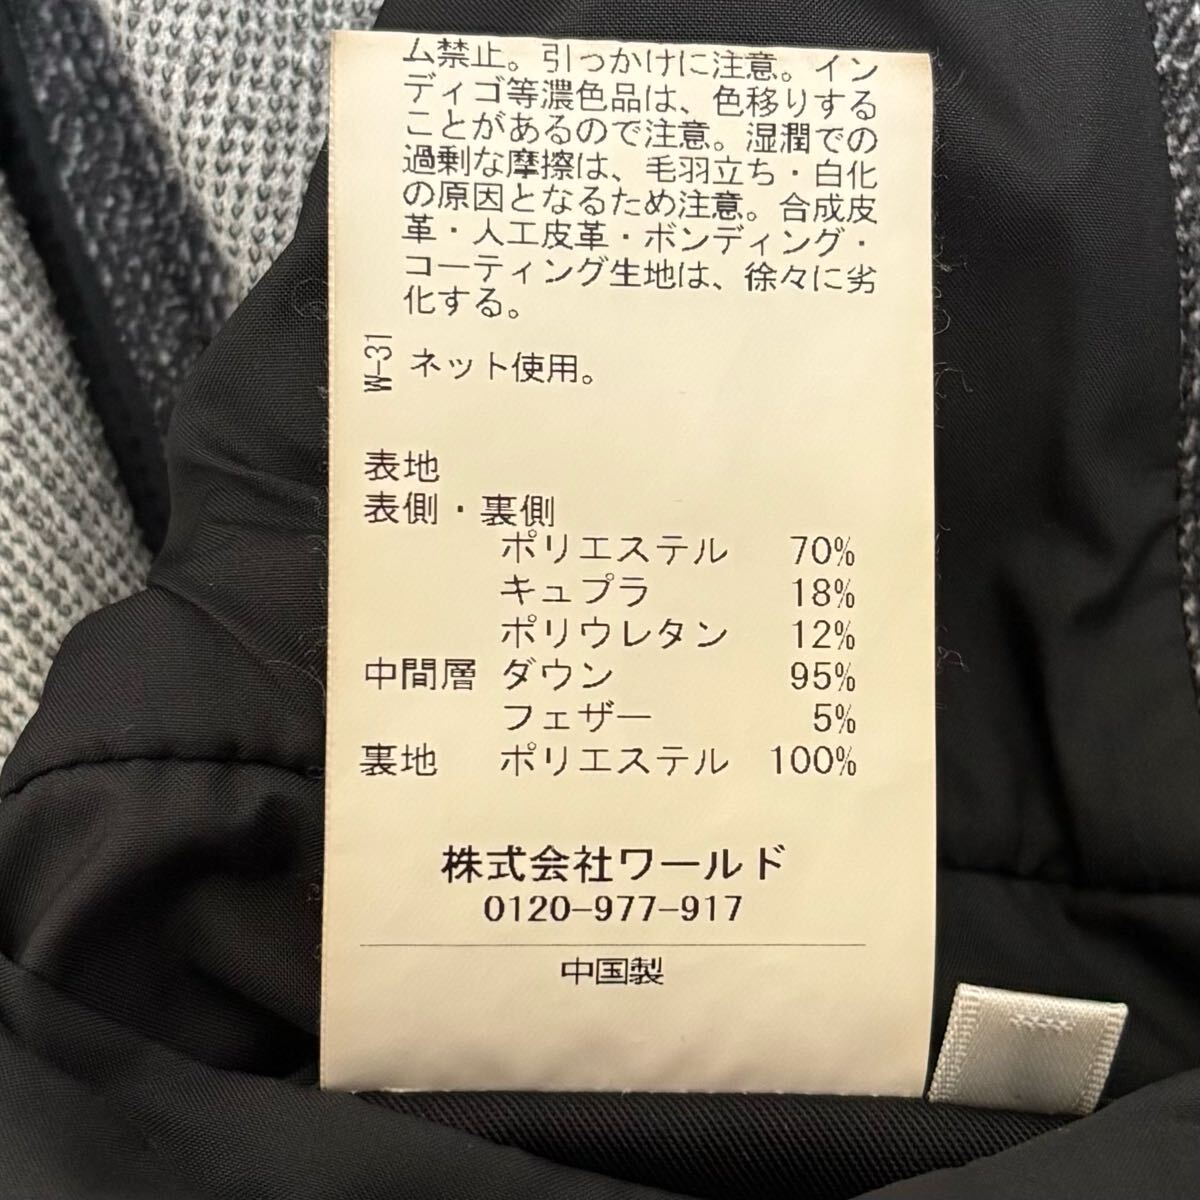 ム禁止。引っかけに注意。イン
ディゴ等濃色品は、色移りする
ことがあるので注意。湿潤での
過剰な摩擦は、毛羽立ち・白化
の原因となるため注意。合成皮
革・人工皮革・ボンディング・
コーティング生地は、徐々に劣
化する。
W-31 ネット使用。
表地
表側・裏側
ポリエステル 70%
キュプラ 18%
ポリウレタン 12%
中間層 ダウン 95%
フェザー 5%
裏地 ポリエステル 100%
株式会社ワールド
0120-977-917
中国製